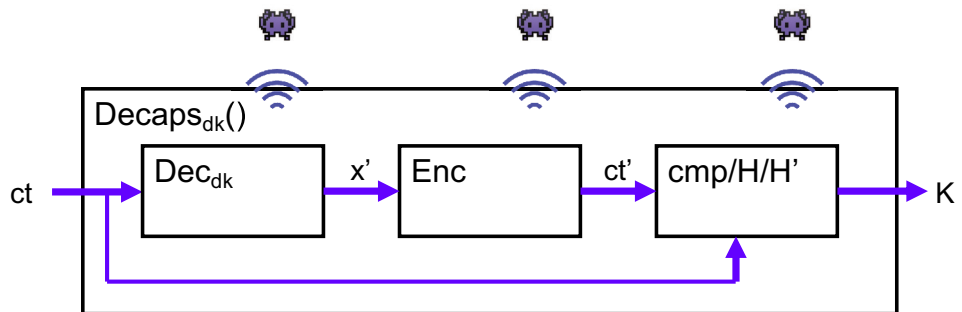 Decaps_dk()
Dec_dk
x’
Enc
ct’
cmp/H/H’
ct
K